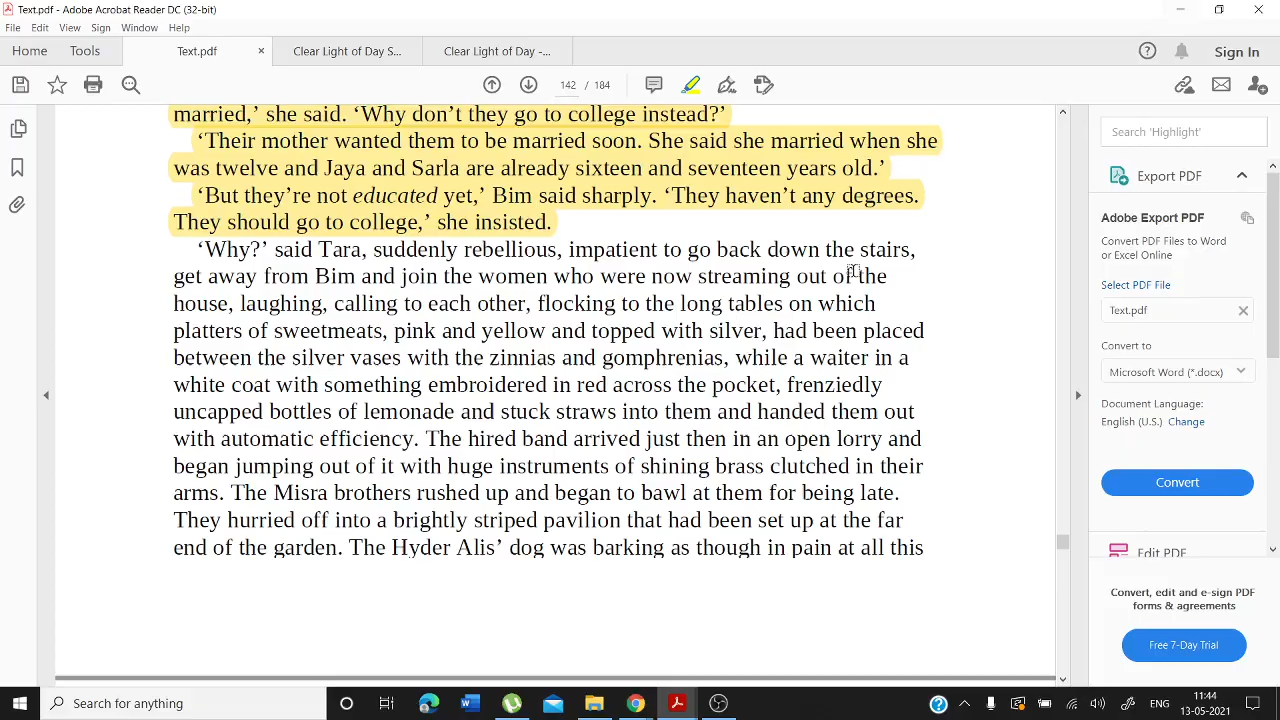 Text.pdf - Adobe Acrobat Reader DC (32-bit)
File Edit View Sign Window Help
Home Tools Text.pdf × Clear Light of Day S... Clear Light of Day -... Sign In
142 / 184
married,’ she said. ‘Why don’t they go to college instead?’
‘Their mother wanted them to be married soon. She said she married when she
was twelve and Jaya and Sarla are already sixteen and seventeen years old.’
‘But they’re not educated yet,’ Bim said sharply. ‘They haven’t any degrees.
They should go to college,’ she insisted.
‘Why?’ said Tara, suddenly rebellious, impatient to go back down the stairs,
get away from Bim and join the women who were now streaming out of the
house, laughing, calling to each other, flocking to the long tables on which
platters of sweetmeats, pink and yellow and topped with silver, had been placed
between the silver vases with the zinnias and gomphrenias, while a waiter in a
white coat with something embroidered in red across the pocket, frenziedly
uncapped bottles of lemonade and stuck straws into them and handed them out
with automatic efficiency. The hired band arrived just then in an open lorry and
began jumping out of it with huge instruments of shining brass clutched in their
arms. The Misra brothers rushed up and began to bawl at them for being late.
They hurried off into a brightly striped pavilion that had been set up at the far
end of the garden. The Hyder Alis’ dog was barking as though in pain at all this
Search 'Highlight'
Export PDF
Adobe Export PDF
Convert PDF Files to Word
or Excel Online
Select PDF File
Text.pdf
Convert to
Microsoft Word (*.docx)
Document Language:
English (U.S.) Change
Convert
Edit PDF
Convert, edit and e-sign PDF
forms & agreements
Free 7-Day Trial
Search for anything
ENG
11:44
13-05-2021